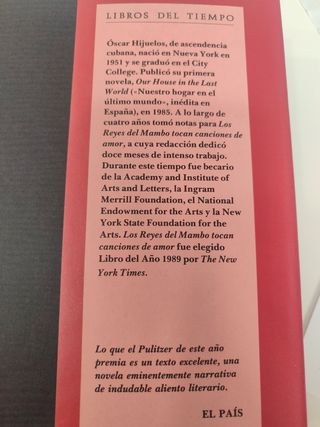 LIBROS DEL TIEMPO
Óscar Hijuelos, de ascendencia
cubana, nació en Nueva York en
1951 y se graduó en el City
College. Publicó su primera
novela, Our House in the Last
World («Nuestro hogar en el
último mundo», inédita en
España), en 1985. A lo largo de
cuatro años tomó notas para Los
Reyes del Mambo tocan canciones de
amor, a cuya redacción dedicó
doce meses de intenso trabajo.
Durante este tiempo fue becario
de la Academy and Institute of
Arts and Letters, la Ingram
Merrill Foundation, el National
Endowment for the Arts y la New
York State Foundation for the
Arts. Los Reyes del Mambo tocan
canciones de amor fue elegido
Libro del Año 1989 por The New
York Times.
Lo que el Pulitzer de este año
premia es un texto excelente, una
novela eminentemente narrativa
de indudable aliento literario.
EL PAÍS